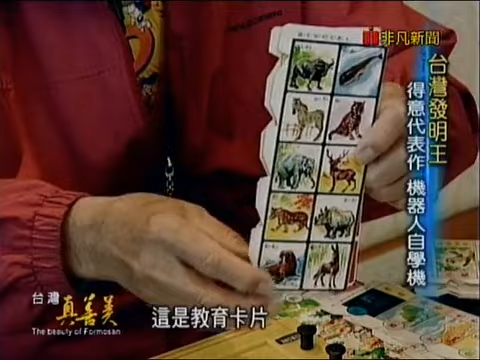 非凡新聞
台灣發明王
得意代表作 機器人自學機
這是教育卡片
台灣
真善美
The beauty of Formosan